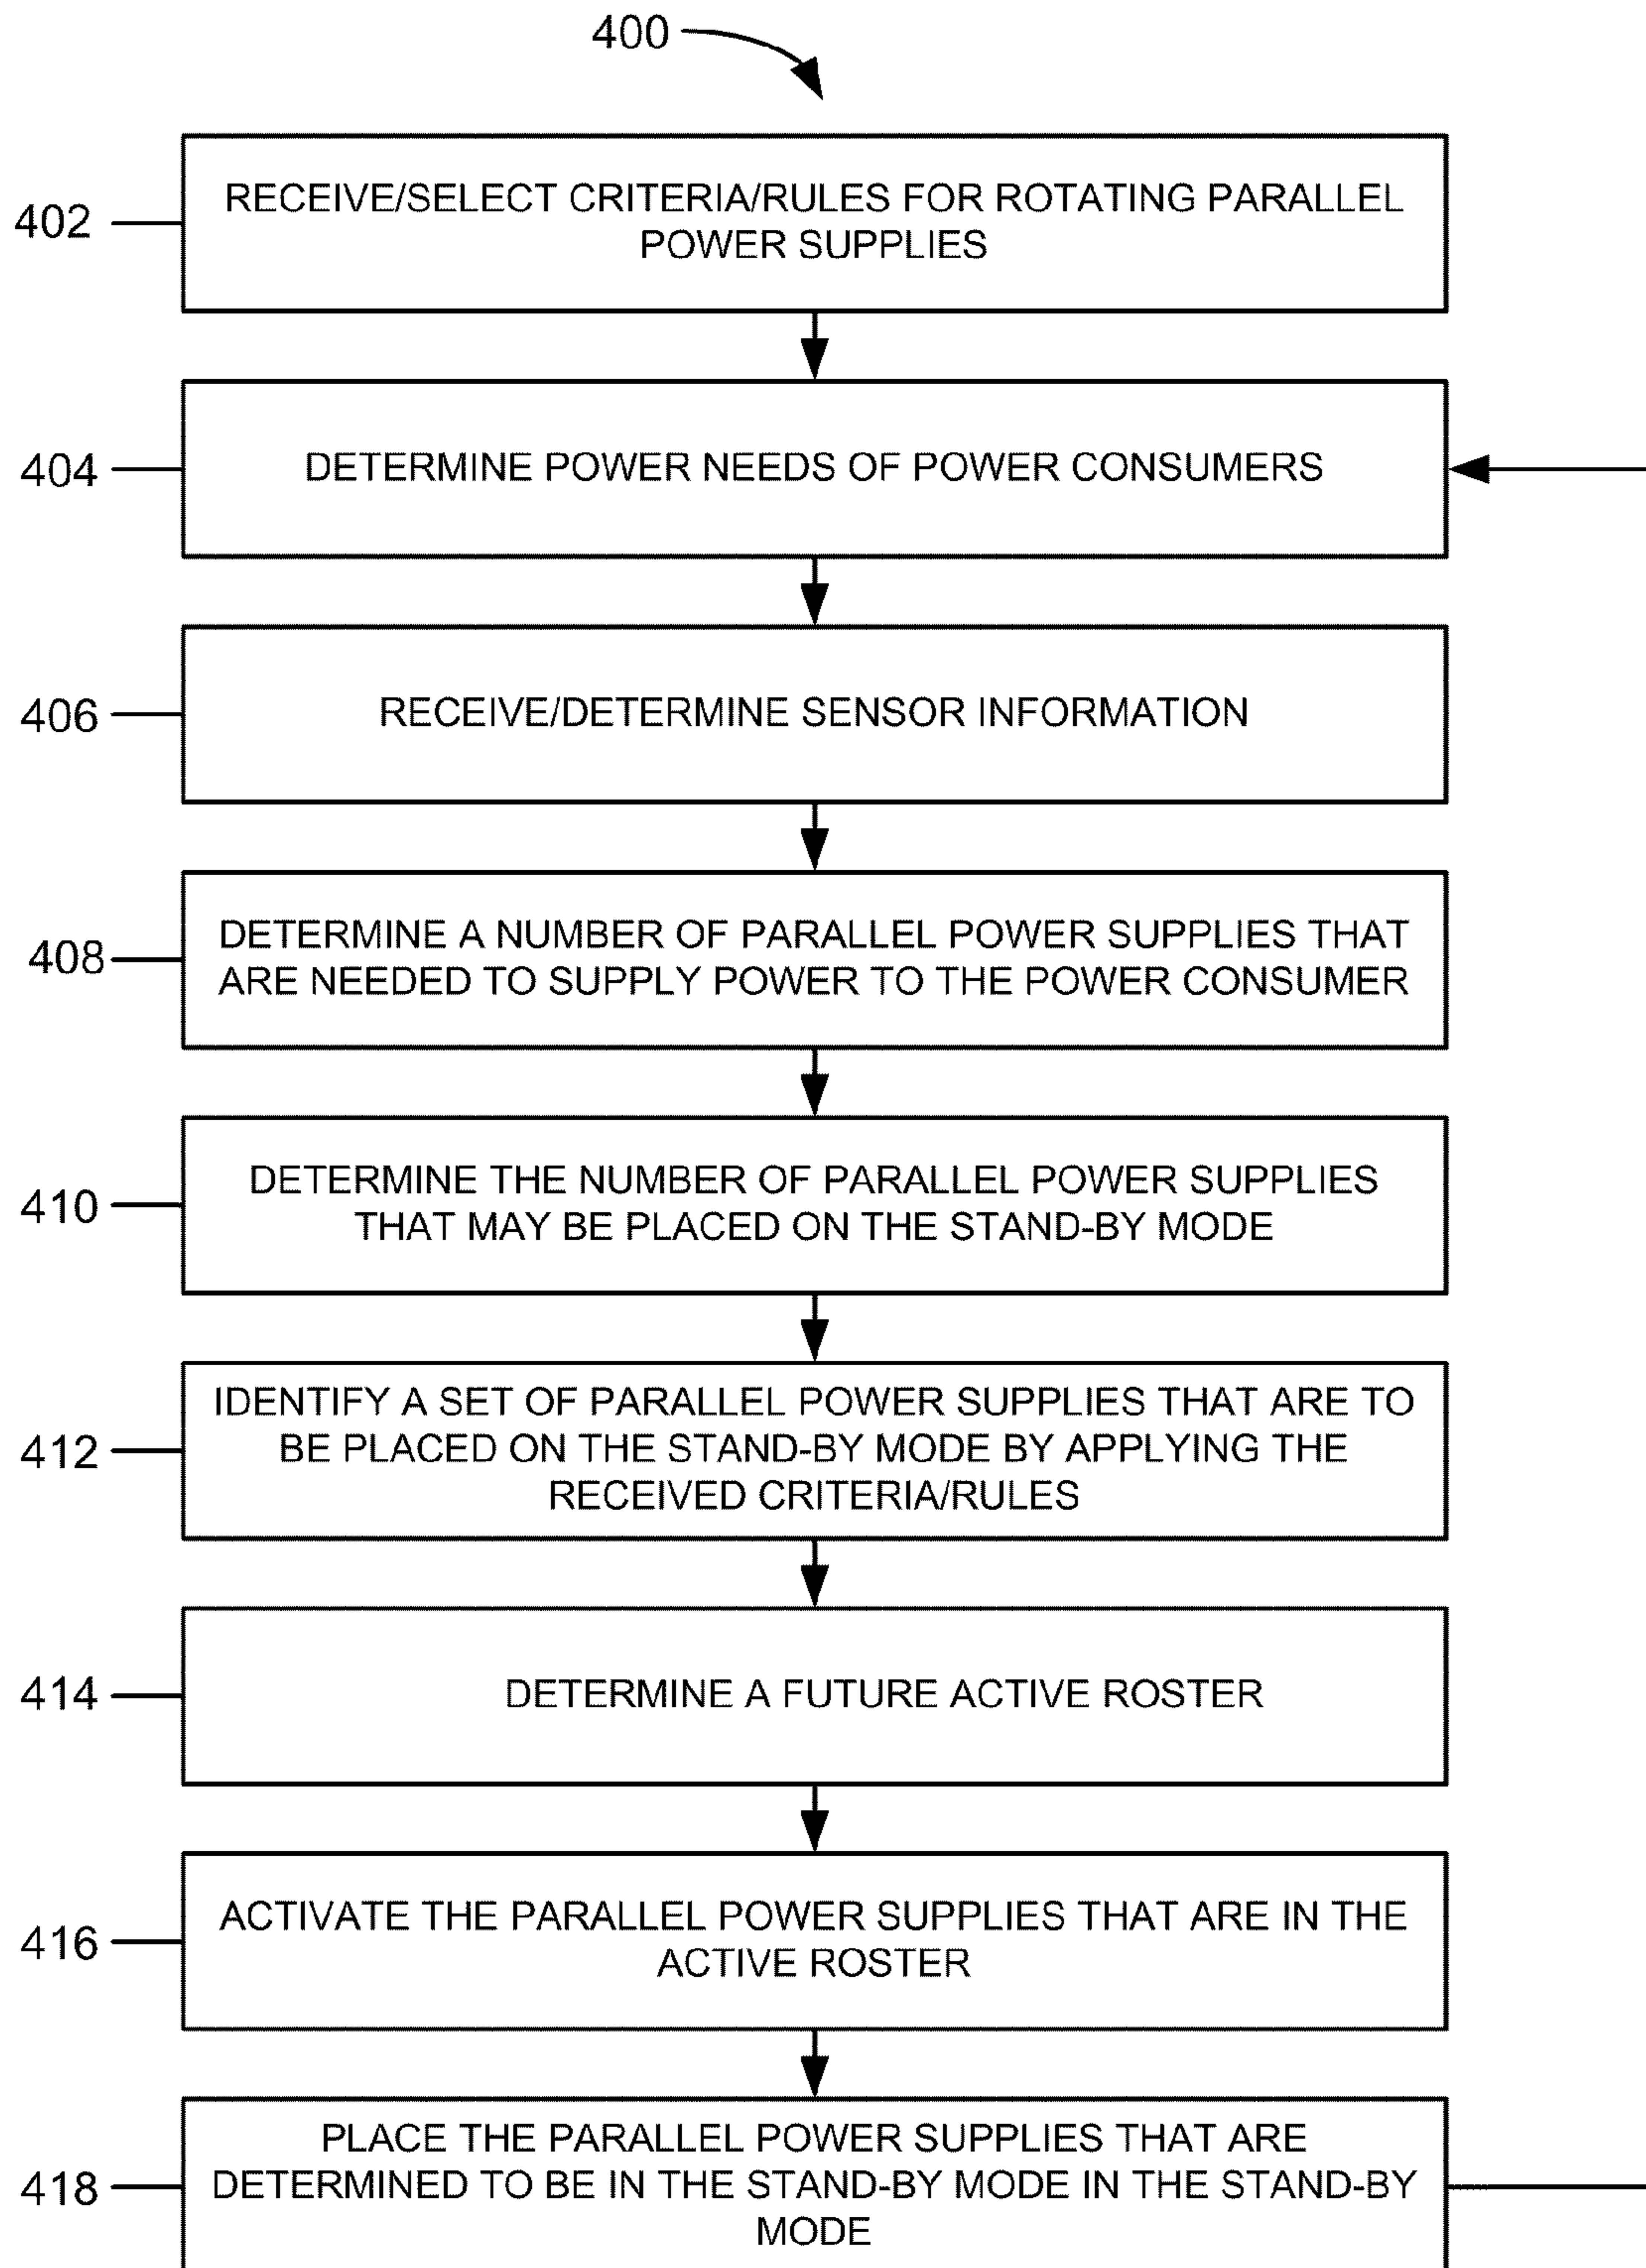 400
402
RECEIVE/SELECT CRITERIA/RULES FOR ROTATING PARALLEL
POWER SUPPLIES
404
DETERMINE POWER NEEDS OF POWER CONSUMERS
406
RECEIVE/DETERMINE SENSOR INFORMATION
408
DETERMINE A NUMBER OF PARALLEL POWER SUPPLIES THAT
ARE NEEDED TO SUPPLY POWER TO THE POWER CONSUMER
410
DETERMINE THE NUMBER OF PARALLEL POWER SUPPLIES
THAT MAY BE PLACED ON THE STAND-BY MODE
412
IDENTIFY A SET OF PARALLEL POWER SUPPLIES THAT ARE TO
BE PLACED ON THE STAND-BY MODE BY APPLYING THE
RECEIVED CRITERIA/RULES
414
DETERMINE A FUTURE ACTIVE ROSTER
416
ACTIVATE THE PARALLEL POWER SUPPLIES THAT ARE IN THE
ACTIVE ROSTER
418
PLACE THE PARALLEL POWER SUPPLIES THAT ARE
DETERMINED TO BE IN THE STAND-BY MODE IN THE STAND-BY
MODE